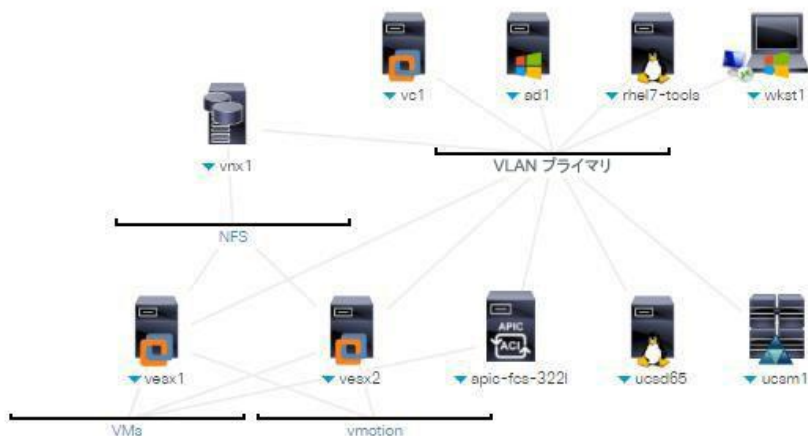 vc1
ad1
rhel7-tools
wkst1
vnx1
VLAN プライマリ
NFS
APIC
ACI
vesx1
vesx2
apic-fcs-322l
ucsd65
ucsm1
VMs
vmotion